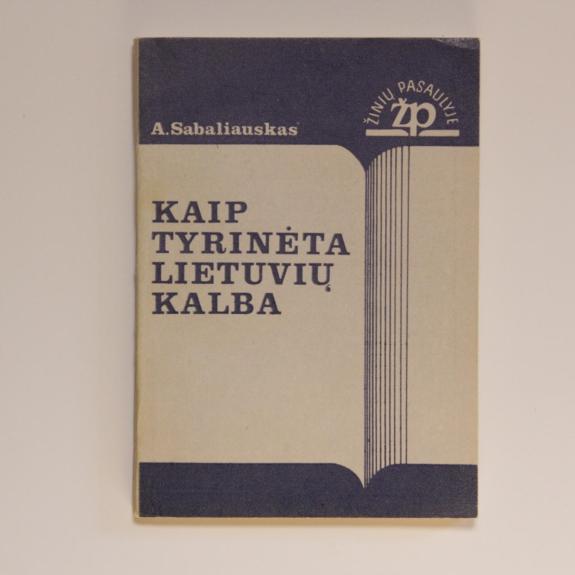 ŽINIŲ PASAULYJE
žp
A. Sabaliauskas
KAIP
TYRINĖTA
LIETUVIŲ
KALBA